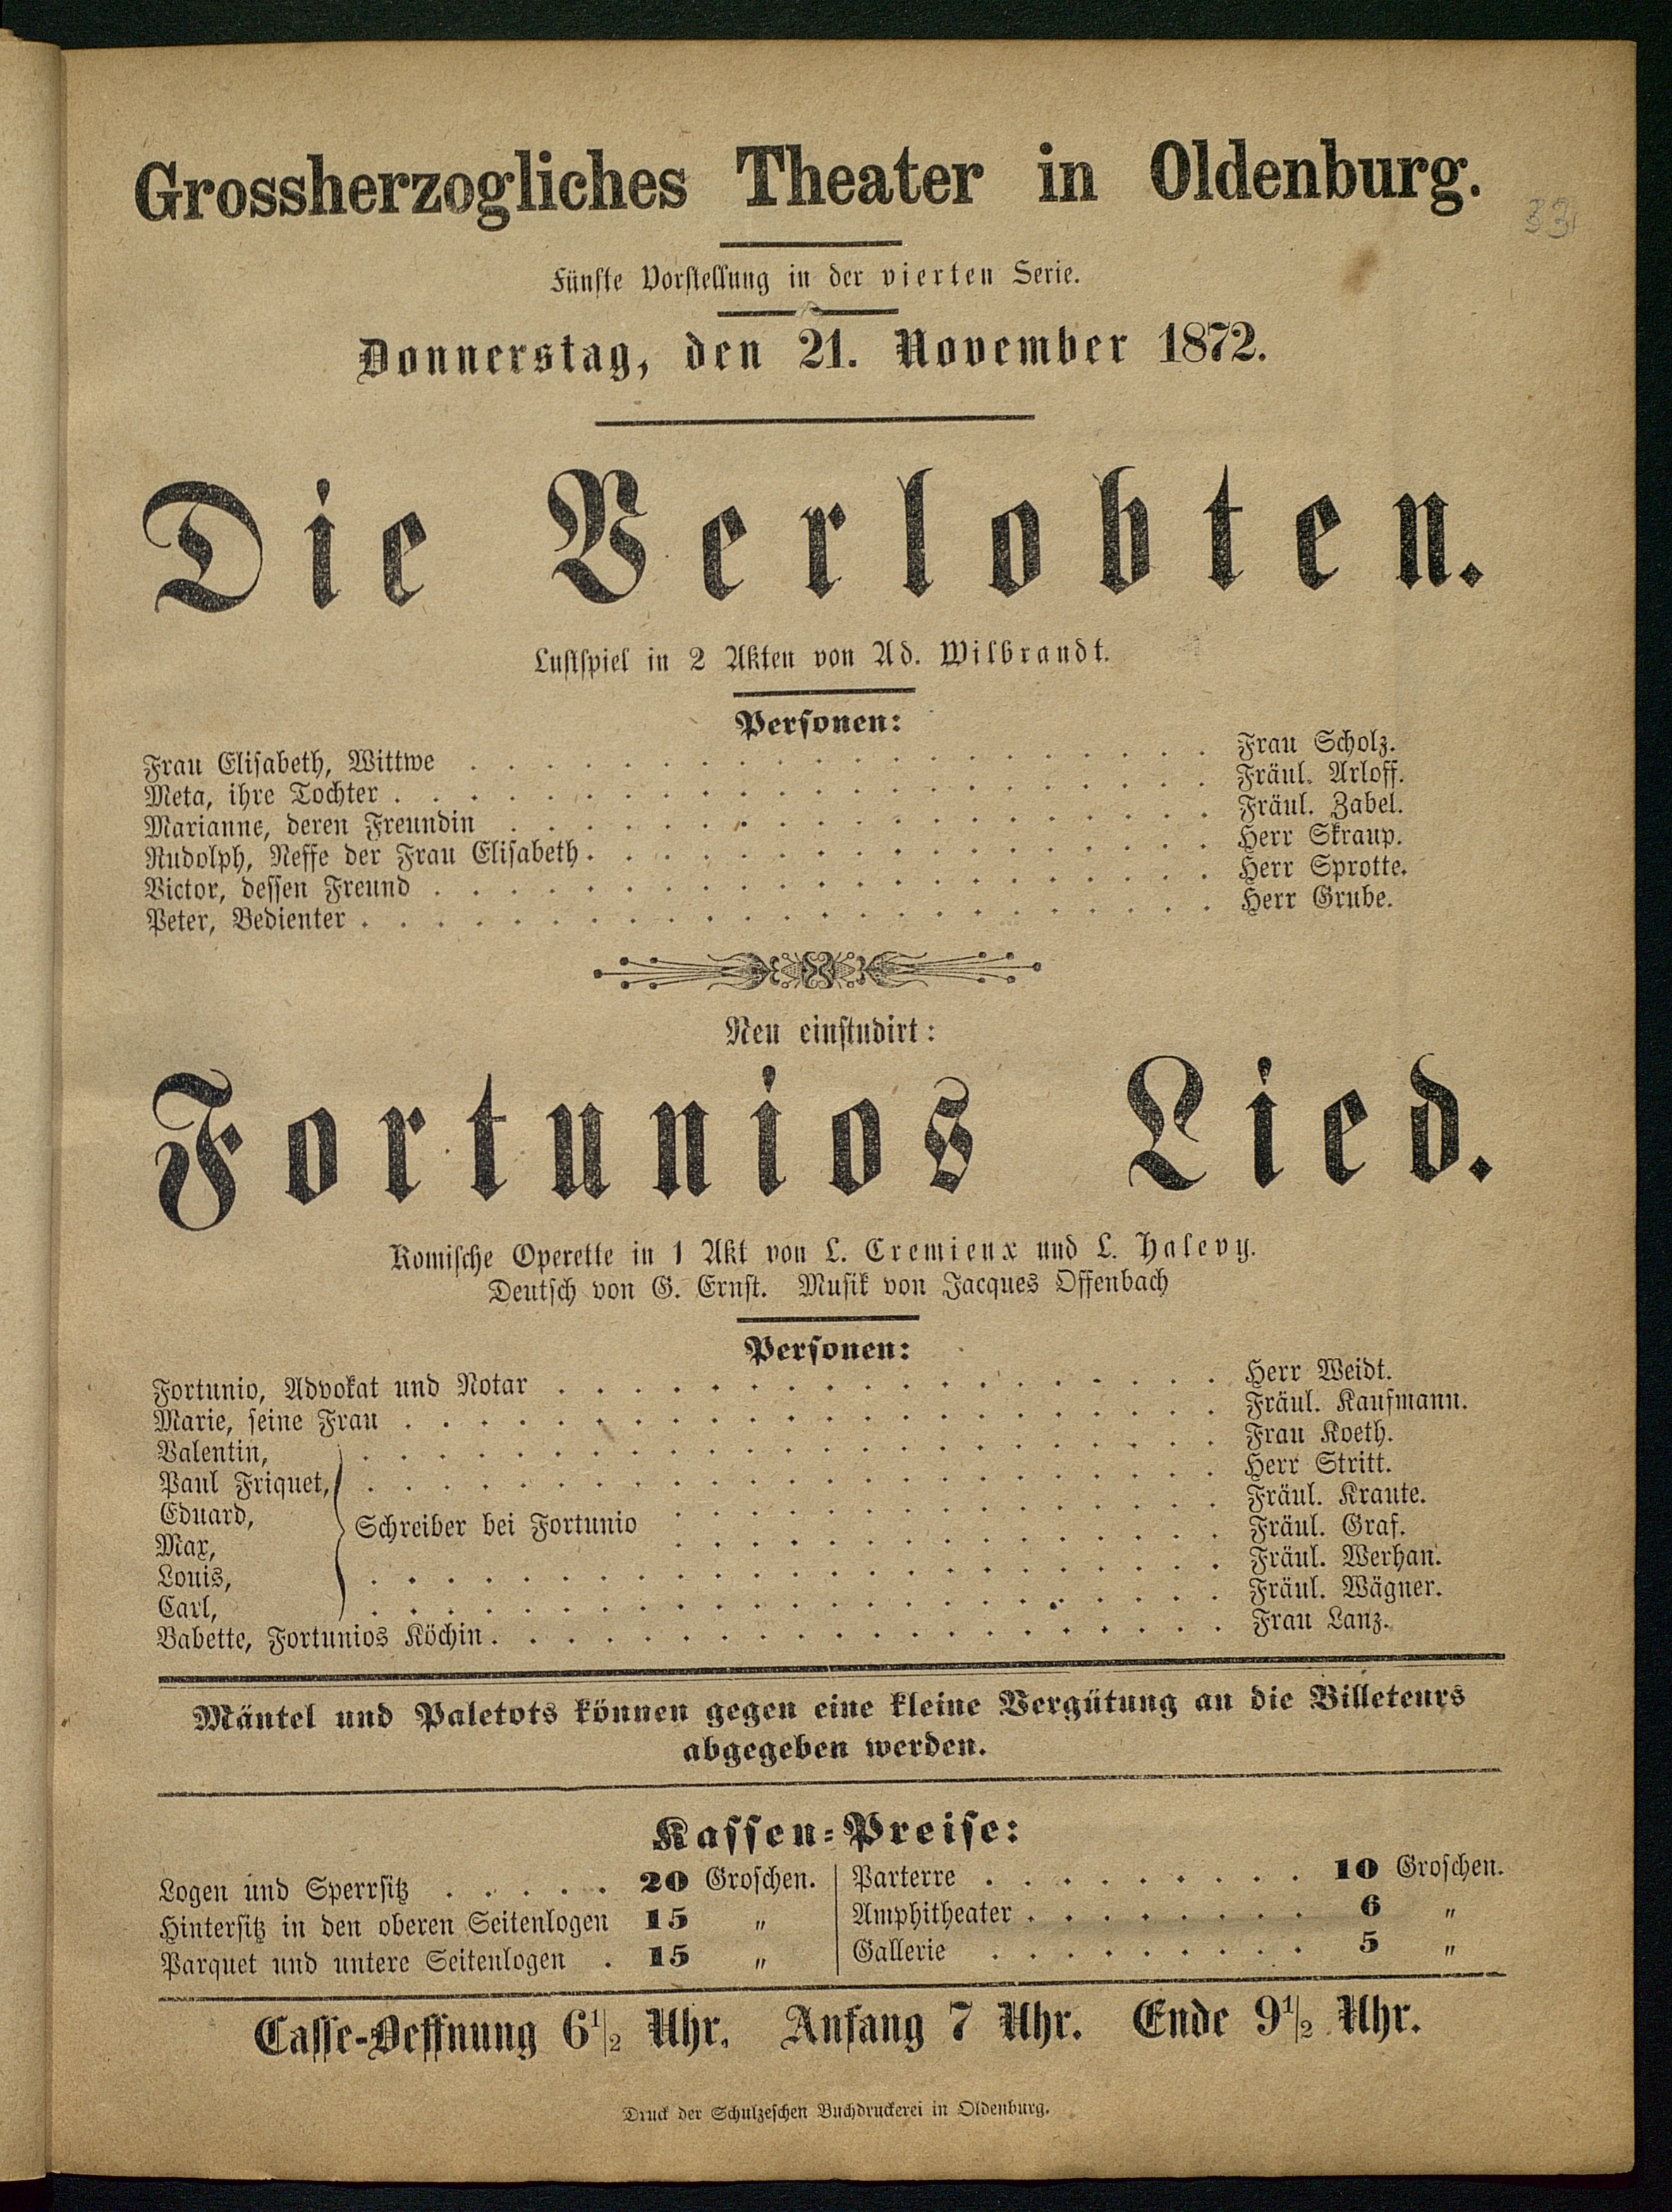 Grossherzogliches Theater in Oldenburg.
33
Fünfte Vorstellung in der vierten Serie.
Donnerstag, den 21. November 1872.
Die Verlobten.
Lustspiel in 2 Akten von Ad. Wilbrandt.
Personen:
Frau Elisabeth, Wittwe . . . . . . . . . . Frau Scholz.
Meta, ihre Tochter . . . . . . . . . . Fräul. Arloff.
Marianne, deren Freundin . . . . . . . . . . Fräul. Zabel.
Rudolph, Neffe der Frau Elisabeth . . . . . . . . . . Herr Skraup.
Victor, dessen Freund . . . . . . . . . . Herr Sprotte.
Peter, Bedienter . . . . . . . . . . Herr Grube.
Neu einstudirt:
Fortunios Lied.
Komische Operette in 1 Akt von L. Cremieux und L. Halevy.
Deutsch von G. Ernst. Musik von Jacques Offenbach
Personen:
Fortunio, Advokat und Notar . . . . . . . . . . Herr Weidt.
Marie, seine Frau . . . . . . . . . . Fräul. Kaufmann.
Valentin, . . . . . . . . . . Frau Koeth.
Paul Friquet, . . . . . . . . . . Herr Stritt.
Eduard, . . . . . . . . . . Fräul. Kraute.
Schreiber bei Fortunio
Max, . . . . . . . . . . Fräul. Graf.
Louis, . . . . . . . . . . Fräul. Werhan.
Carl, . . . . . . . . . . Fräul. Wägner.
Babette, Fortunios Köchin . . . . . . . . . . Frau Lanz.
Mäntel und Paletots können gegen eine kleine Vergütung an die Billeteurs
abgegeben werden.
Kassen-Preise:
Logen und Sperrsitz . . . . . 20 Groschen. Parterre . . . . . . . . . 10 Groschen.
Hintersitz in den oberen Seitenlogen 15 " Amphitheater . . . . . . . . 6 "
Parquet und untere Seitenlogen . 15 " Gallerie . . . . . . . . . 5 "
Casse-Oeffnung 6½ Uhr. Anfang 7 Uhr. Ende 9½ Uhr.
Druck der Schulzeschen Buchdruckerei in Oldenburg.